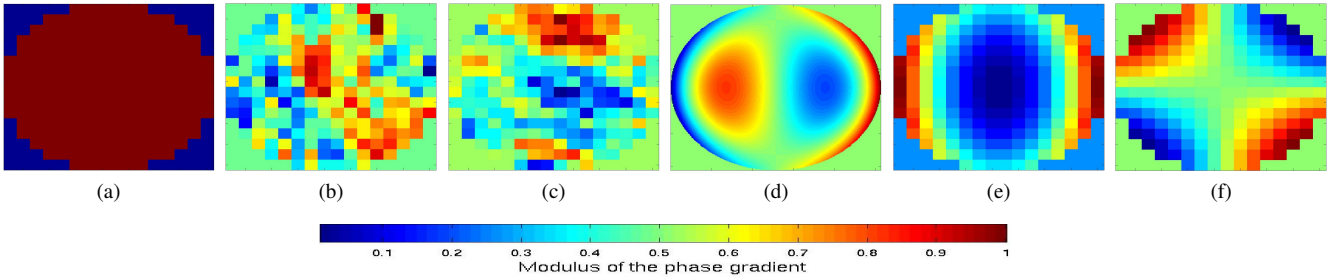 (a) (b) (c) (d) (e) (f)
0.1 0.2 0.3 0.4 0.5 0.6 0.7 0.8 0.9 1
Modulus of the phase gradient